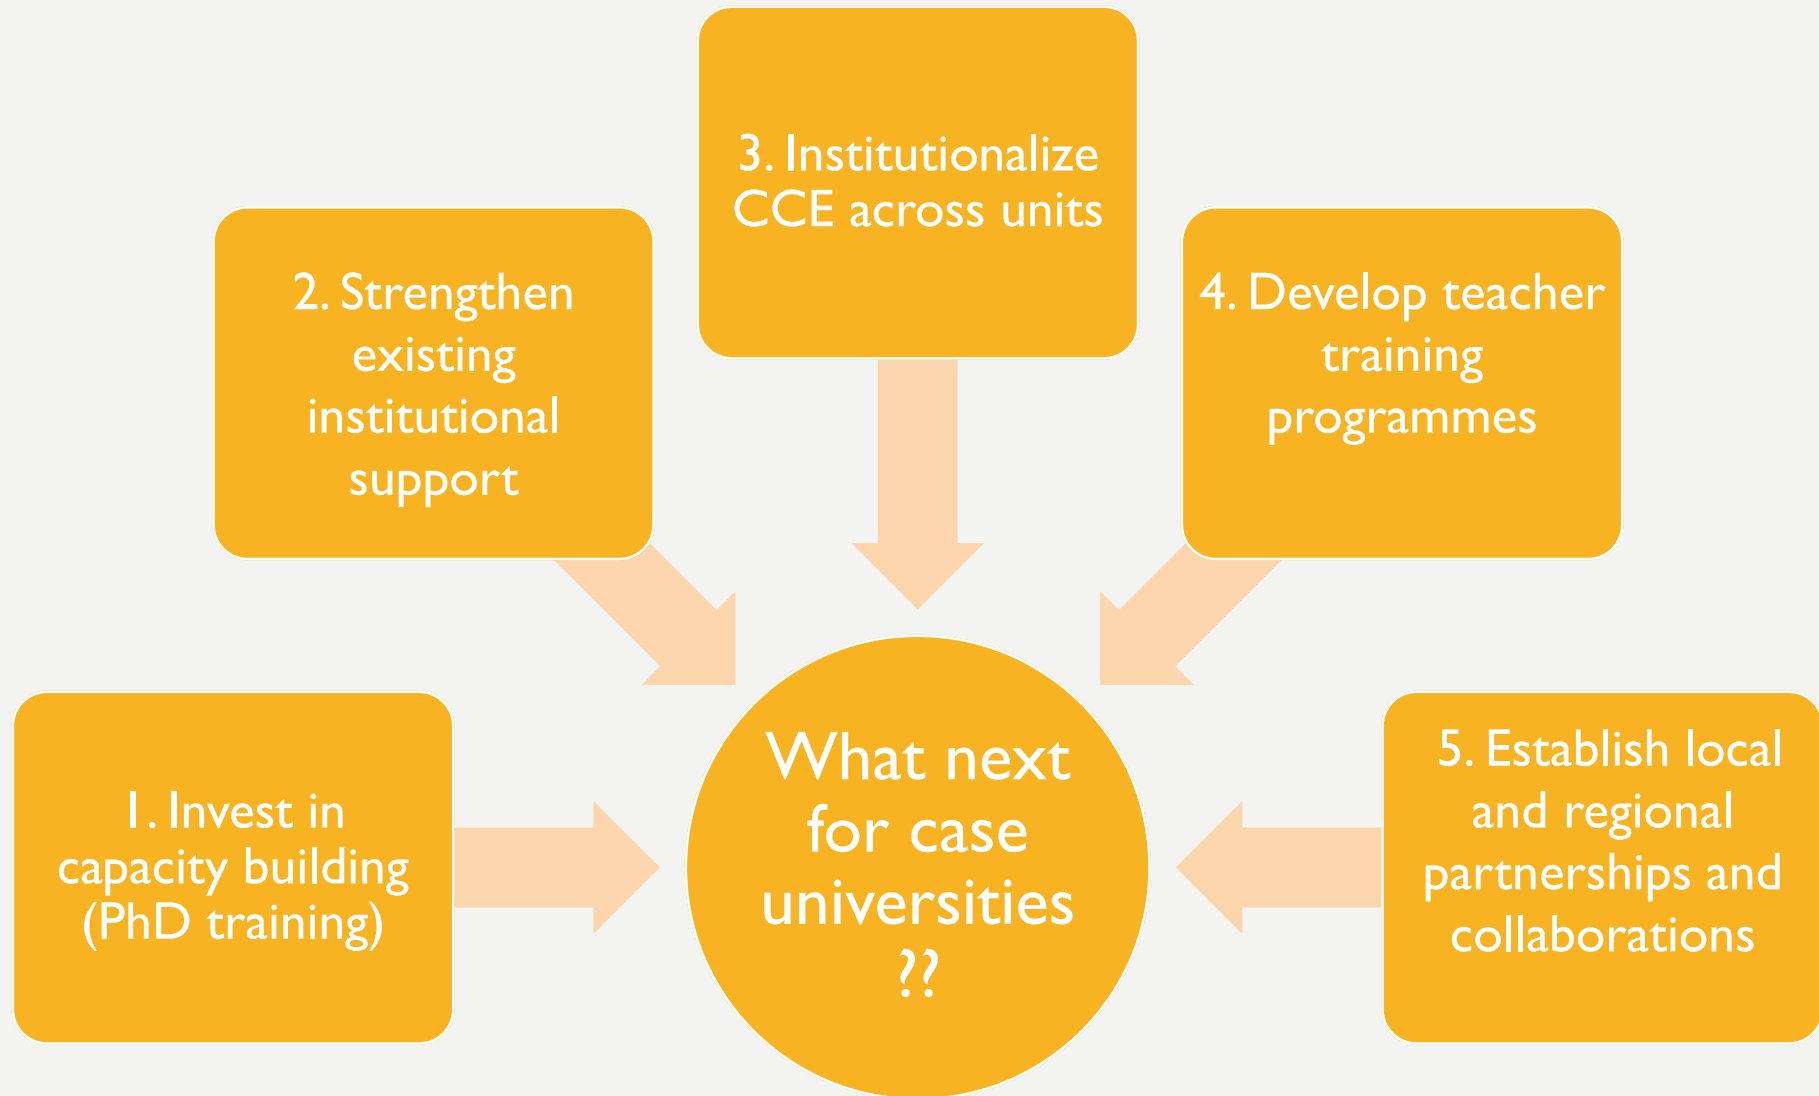 1. Invest in
capacity building
(PhD training)
2. Strengthen
existing
institutional
support
3. Institutionalize
CCE across units
4. Develop teacher
training
programmes
5. Establish local
and regional
partnerships and
collaborations
What next
for case
universities
??